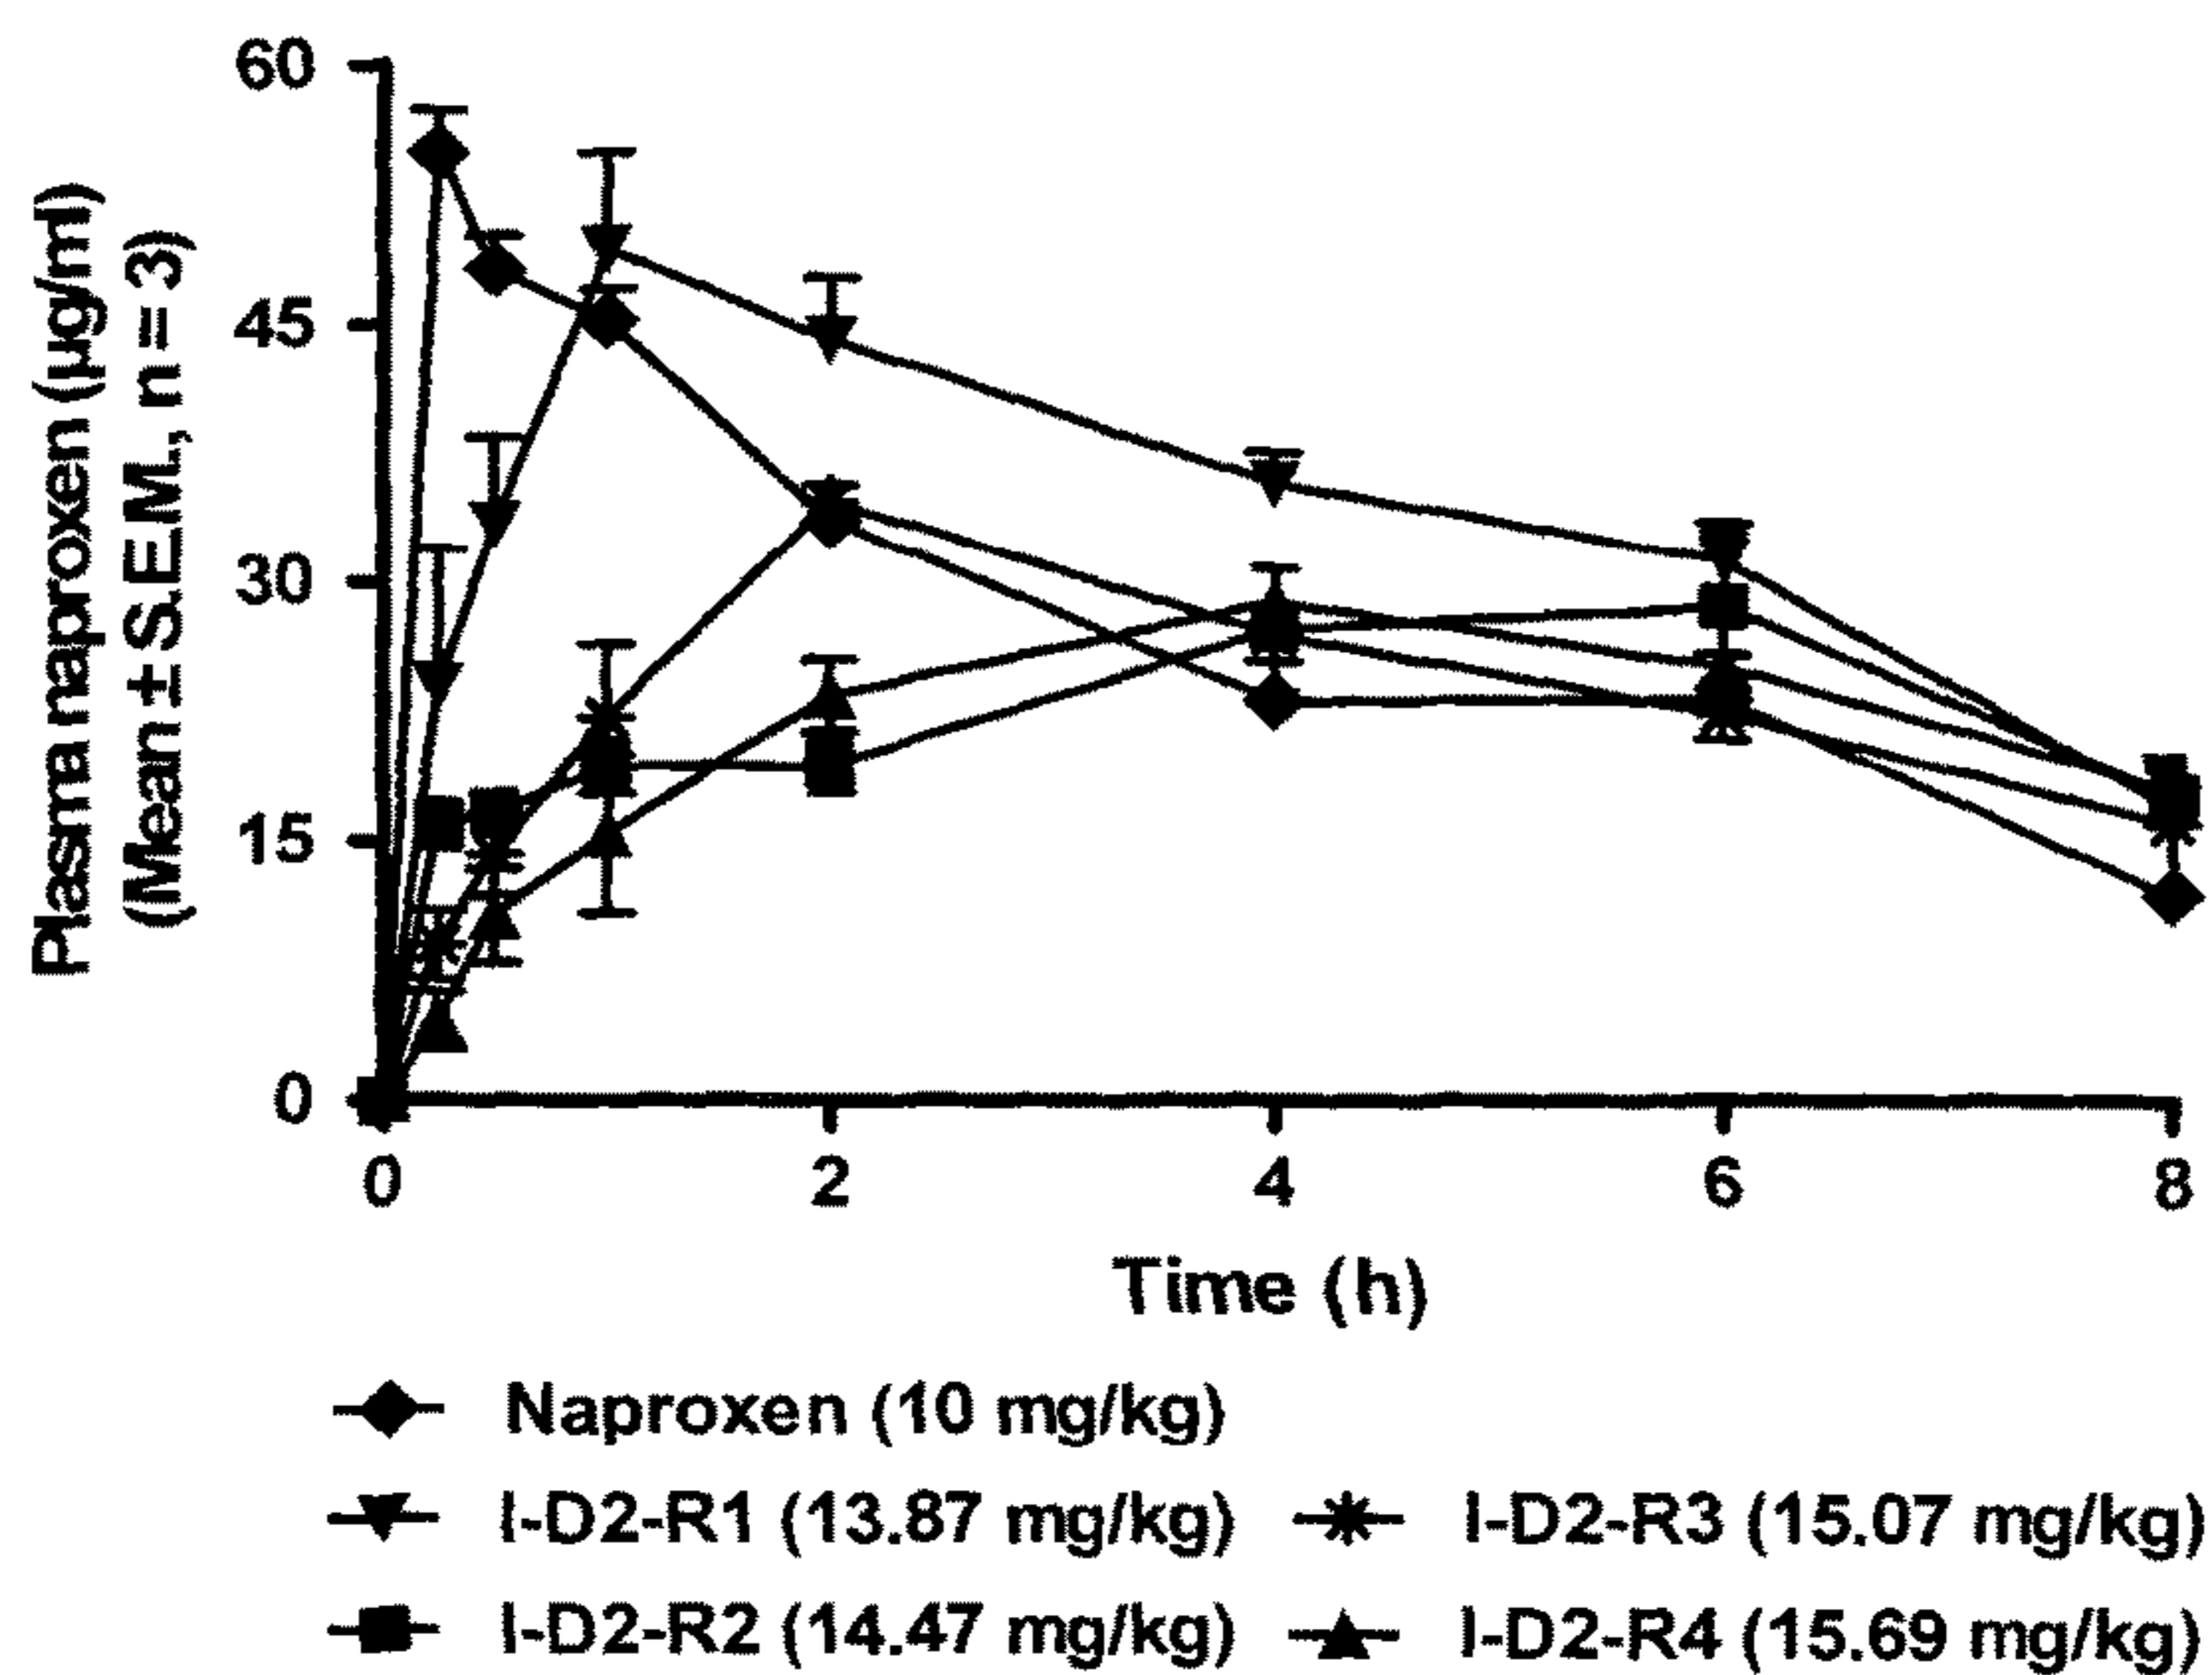 Plasma naproxen (µg/ml)
(Mean ± S.E.M., n = 3)
60
45
30
15
0
0 2 4 6 8
Time (h)
Naproxen (10 mg/kg)
I-D2-R1 (13.87 mg/kg) I-D2-R3 (15.07 mg/kg)
I-D2-R2 (14.47 mg/kg) I-D2-R4 (15.69 mg/kg)